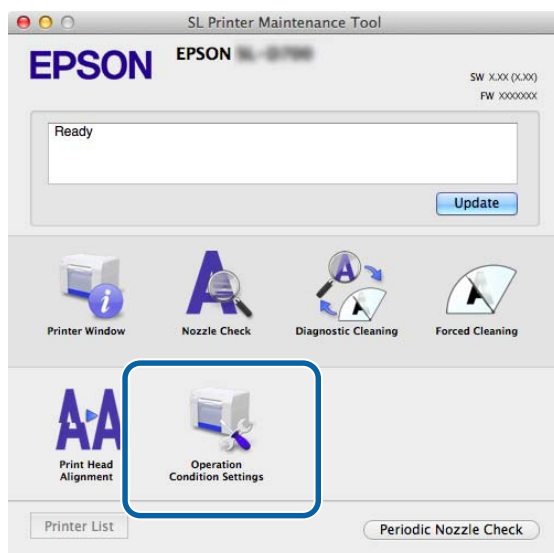 SL Printer Maintenance Tool
EPSON
EPSON
SW X.XX (X.XX)
FW XXXXXXX
Ready
Update
Printer Window
Nozzle Check
Diagnostic Cleaning
Forced Cleaning
Print Head
Alignment
Operation
Condition Settings
Printer List
Periodic Nozzle Check